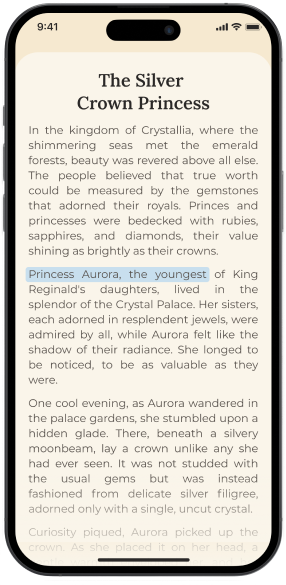 9:41
The Silver
Crown Princess
In the kingdom of Crystallia, where the
shimmering seas met the emerald
forests, beauty was revered above all else.
The people believed that true worth
could be measured by the gemstones
that adorned their royals. Princes and
princesses were bedecked with rubies,
sapphires, and diamonds, their value
shining as brightly as their crowns.
Princess Aurora, the youngest of King
Reginald's daughters, lived in the
splendor of the Crystal Palace. Her sisters,
each adorned in resplendent jewels, were
admired by all, while Aurora felt like the
shadow of their radiance. She longed to
be noticed, to be as valuable as they
were.
One cool evening, as Aurora wandered in
the palace gardens, she stumbled upon a
hidden glade. There, beneath a silvery
moonbeam, lay a crown unlike any she
had ever seen. It was not studded with
the usual gems but was instead
fashioned from delicate silver filigree,
adorned only with a single, uncut crystal.
Curiosity piqued, Aurora picked up the
crown. As she placed it on her head, a